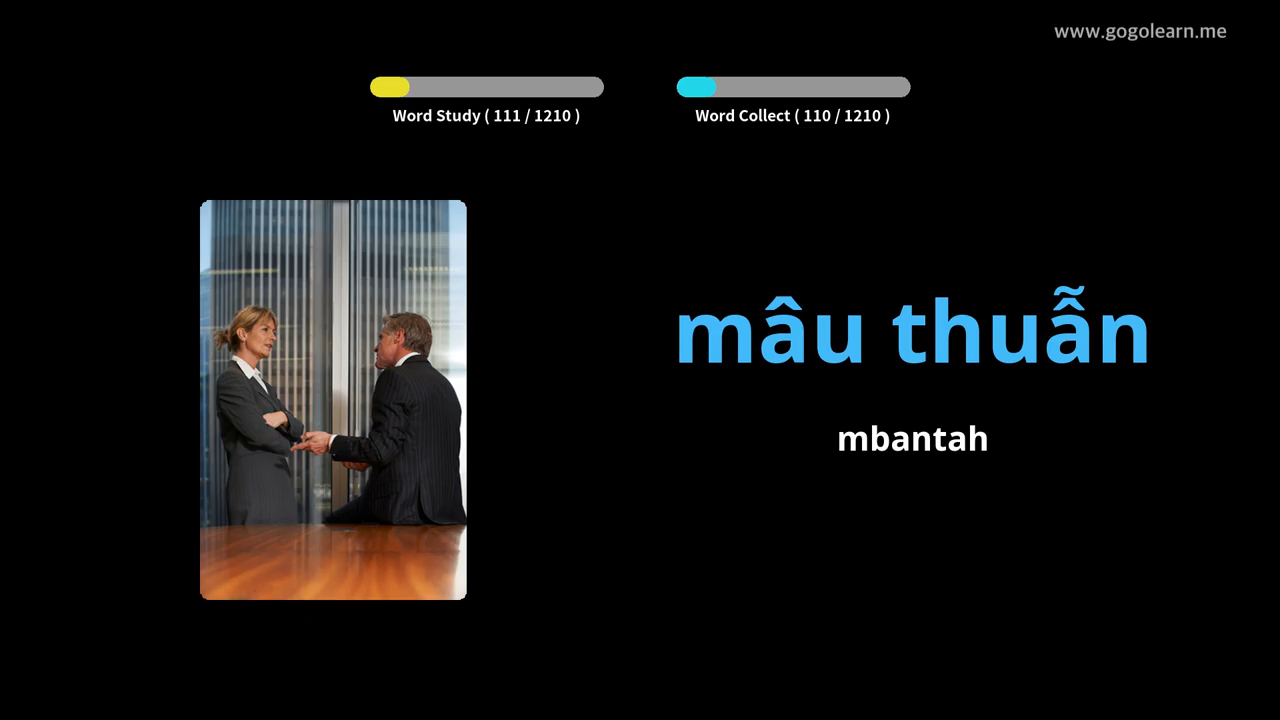 www.gogolearn.me
Word Study ( 111 / 1210 )
Word Collect ( 110 / 1210 )
mâu thuẫn
mbantah